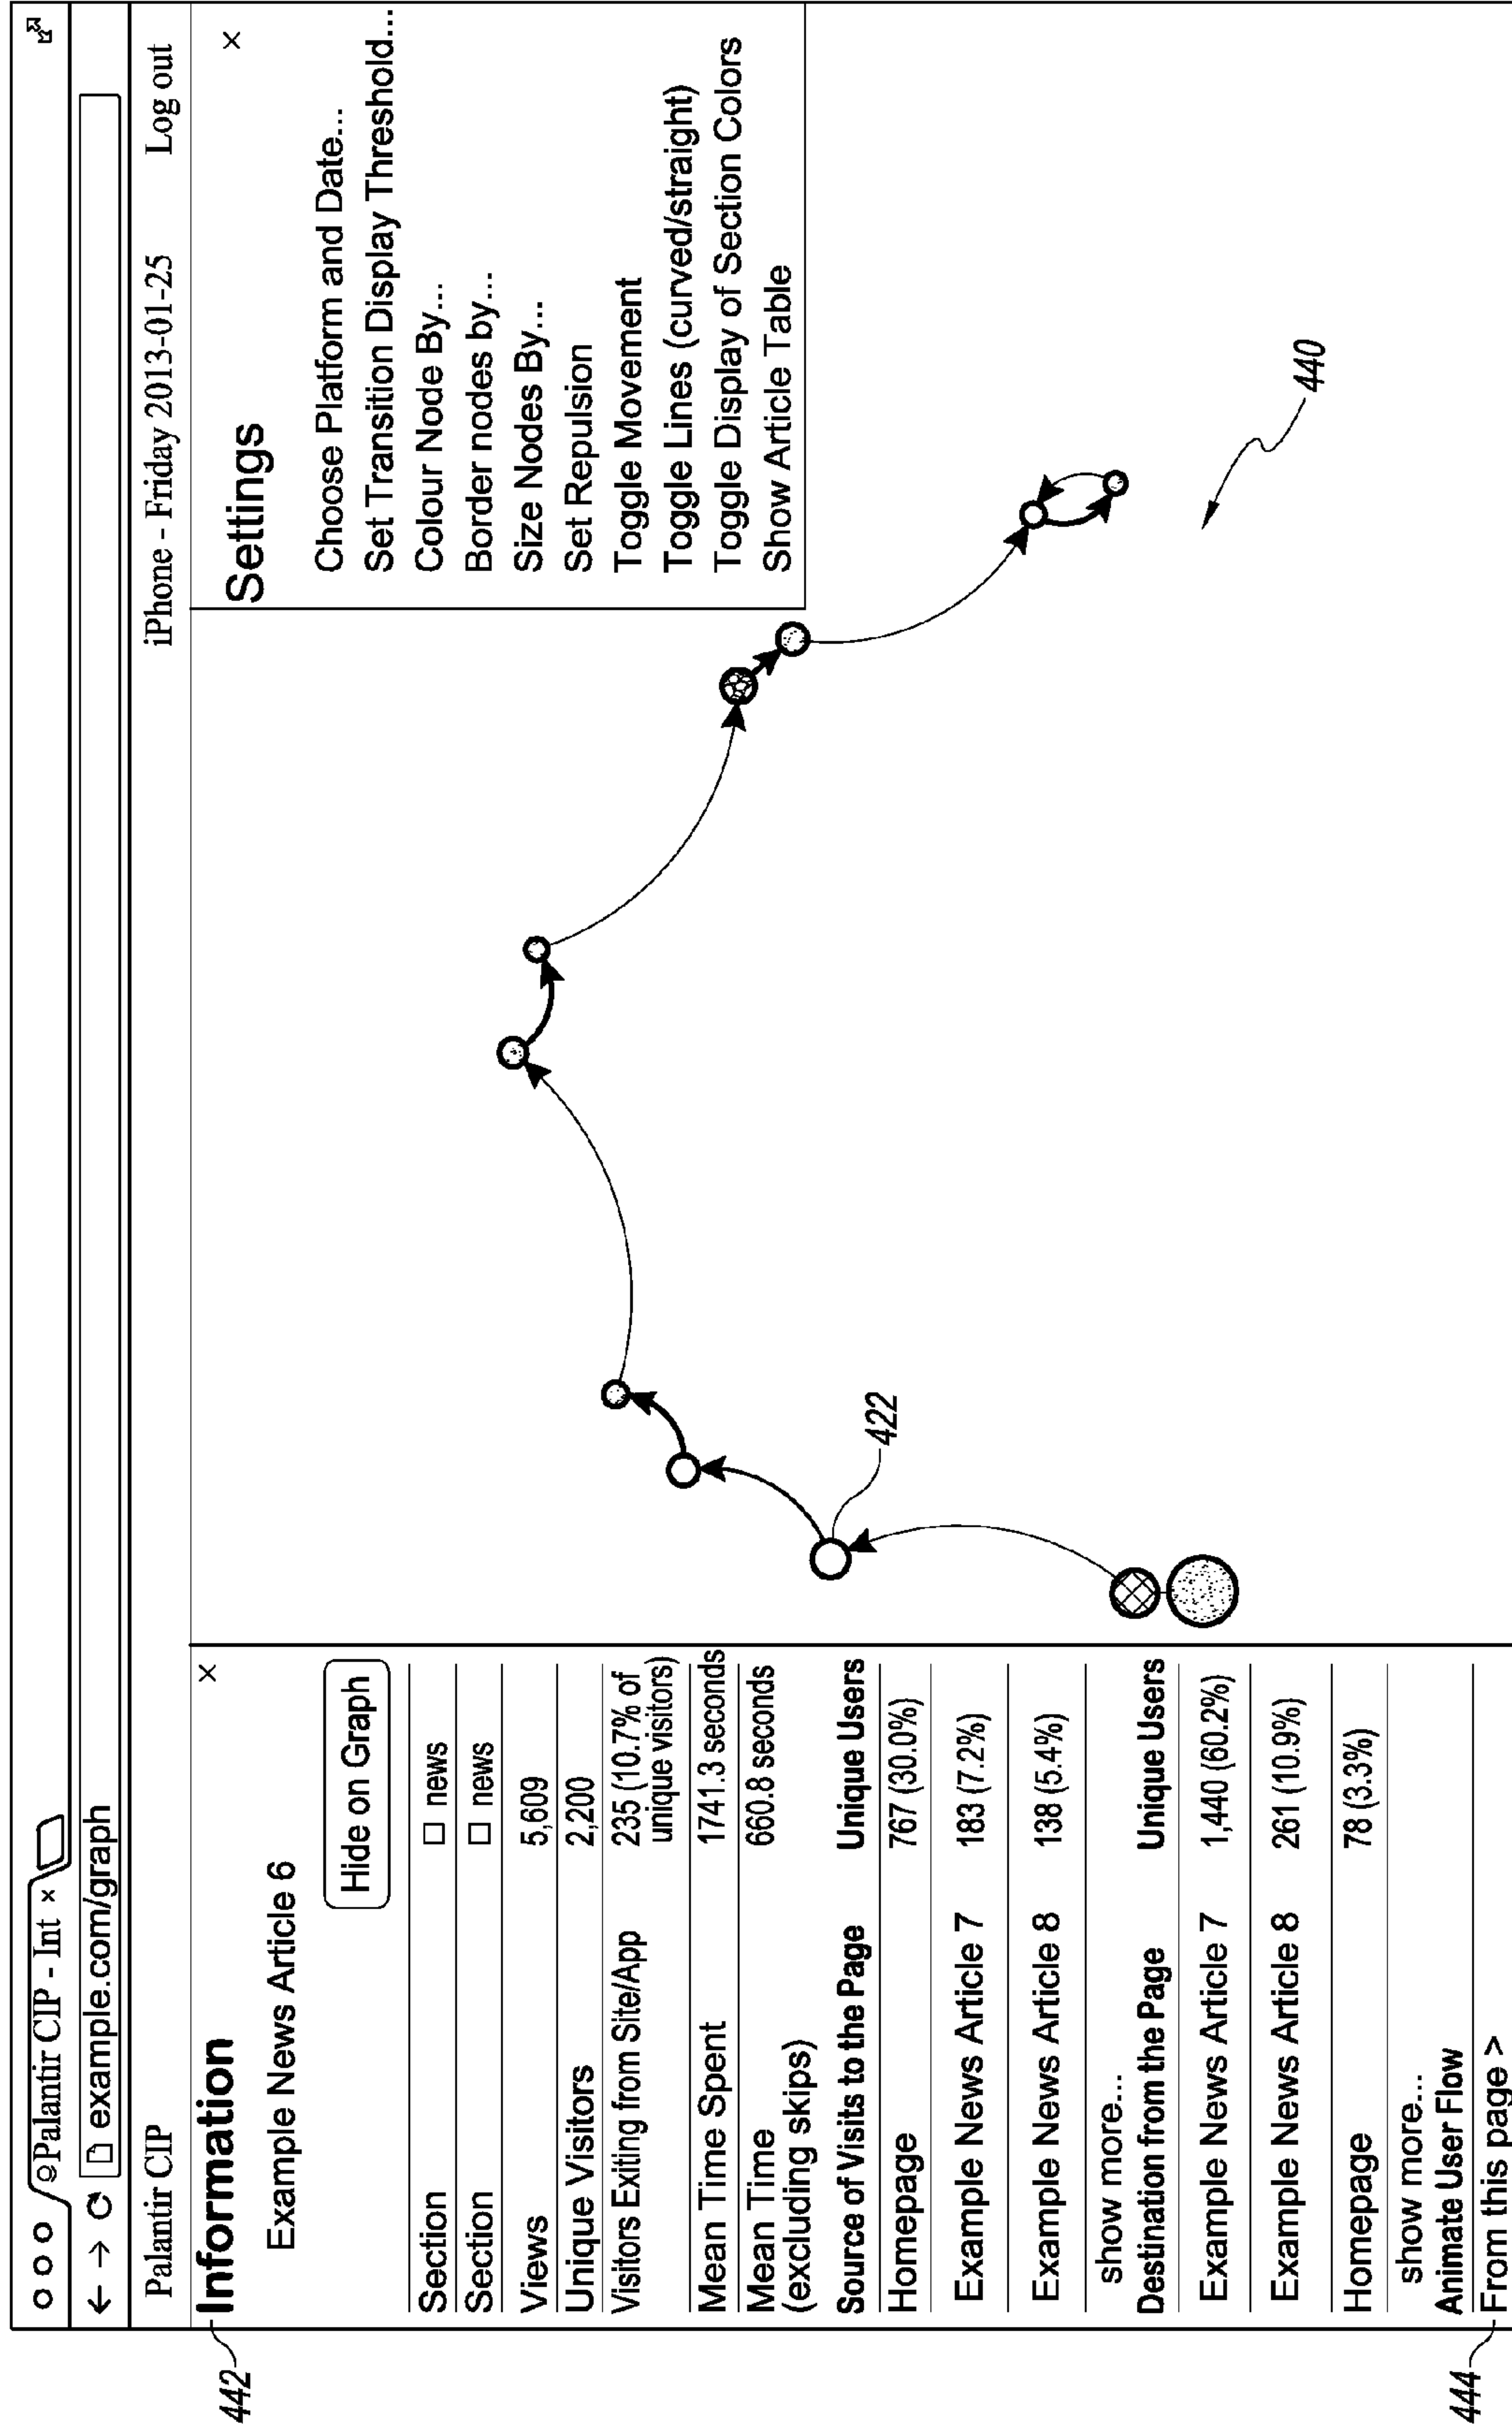 Palantir CIP - Int ×
example.com/graph
Palantir CIP
iPhone - Friday 2013-01-25
Log out
442
Information
×
Example News Article 6
Hide on Graph
Section
☐ news
Section
☐ news
Views
5,609
Unique Visitors
2,200
Visitors Exiting from Site/App
235 (10.7% of
unique visitors)
Mean Time Spent
1741.3 seconds
Mean Time
(excluding skips)
660.8 seconds
Source of Visits to the Page
Unique Users
Homepage
767 (30.0%)
Example News Article 7
183 (7.2%)
Example News Article 8
138 (5.4%)
show more...
Destination from the Page
Unique Users
Example News Article 7
1,440 (60.2%)
Example News Article 8
261 (10.9%)
Homepage
78 (3.3%)
show more...
Animate User Flow
444
From this page >
422
440
Settings
×
Choose Platform and Date...
Set Transition Display Threshold...
Colour Node By...
Border nodes by...
Size Nodes By...
Set Repulsion
Toggle Movement
Toggle Lines (curved/straight)
Toggle Display of Section Colors
Show Article Table